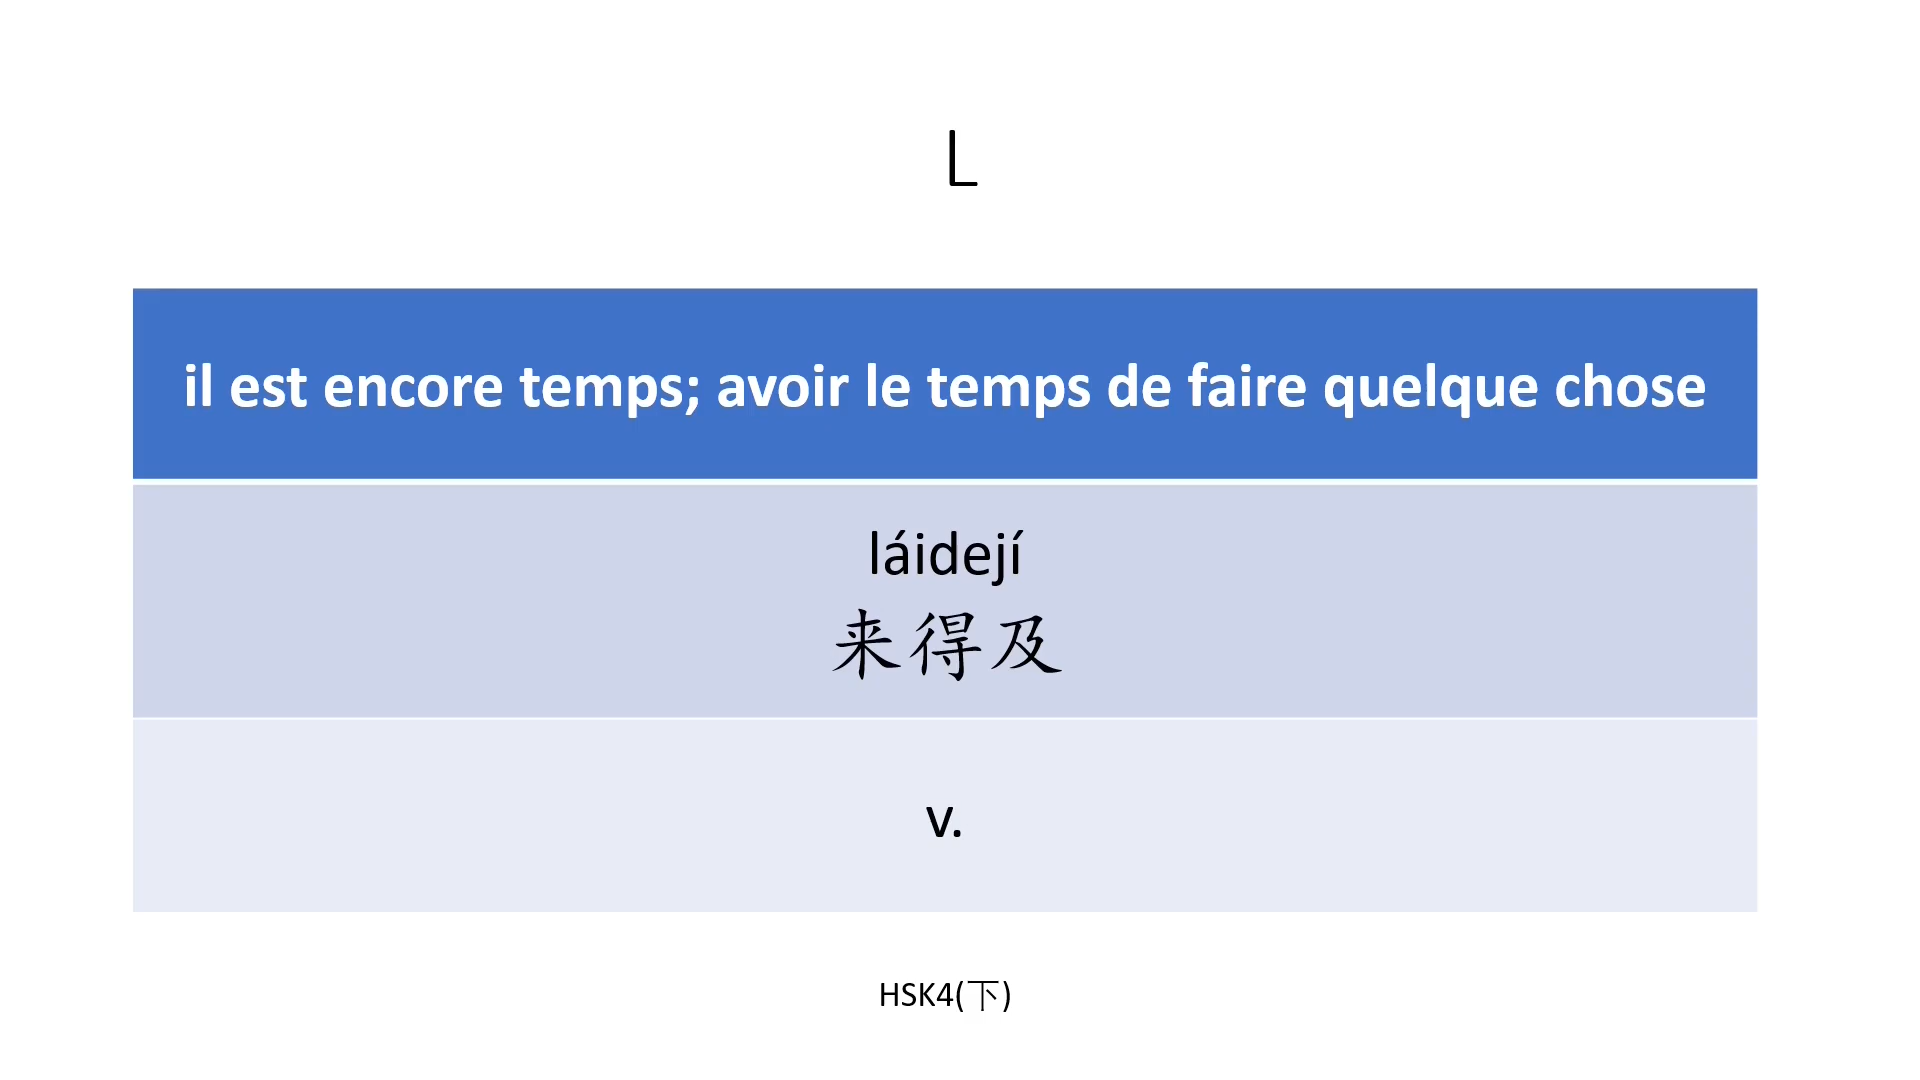 L
il est encore temps; avoir le temps de faire quelque chose
láidejí
来得及
v.
HSK4(下)